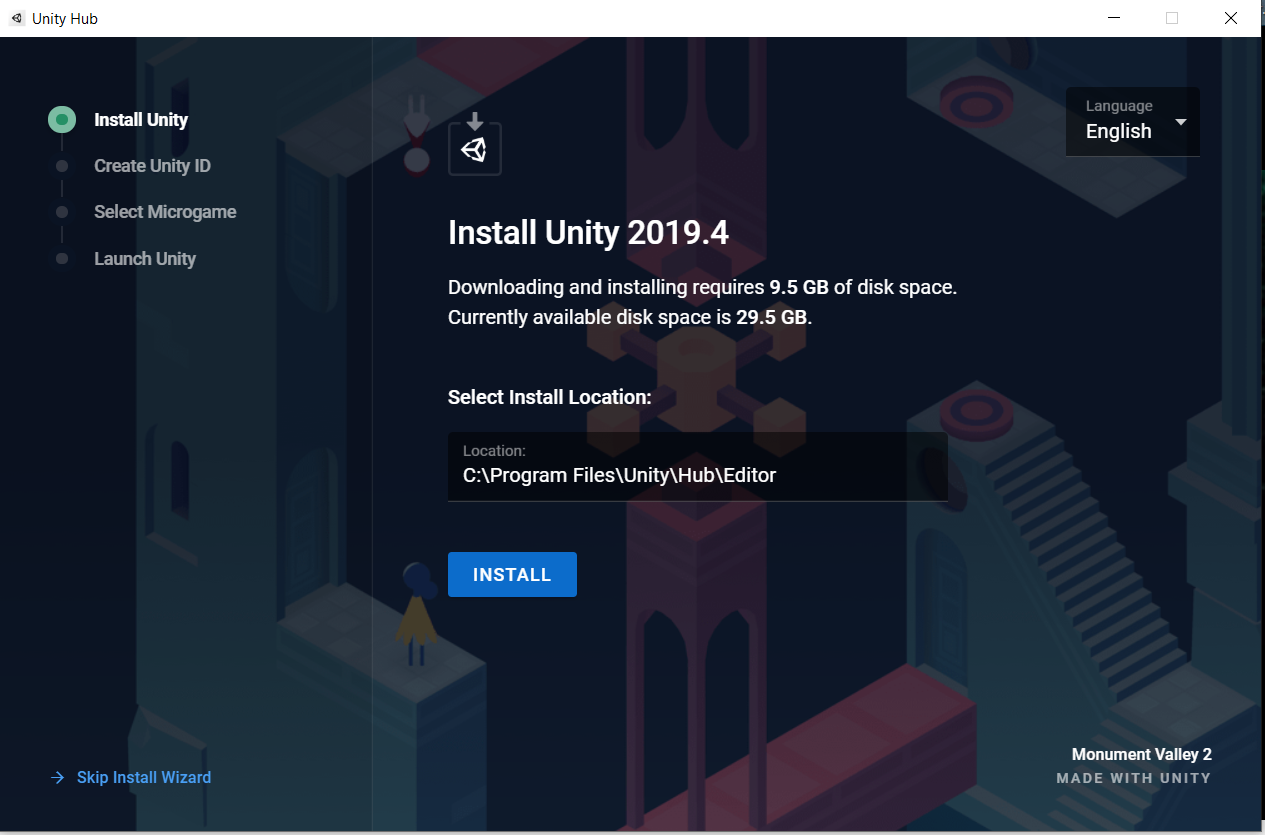 Unity Hub
Install Unity
Create Unity ID
Select Microgame
Launch Unity
Language
English
Install Unity 2019.4
Downloading and installing requires 9.5 GB of disk space.
Currently available disk space is 29.5 GB.
Select Install Location:
Location:
C:\Program Files\Unity\Hub\Editor
INSTALL
Skip Install Wizard
Monument Valley 2
MADE WITH UNITY